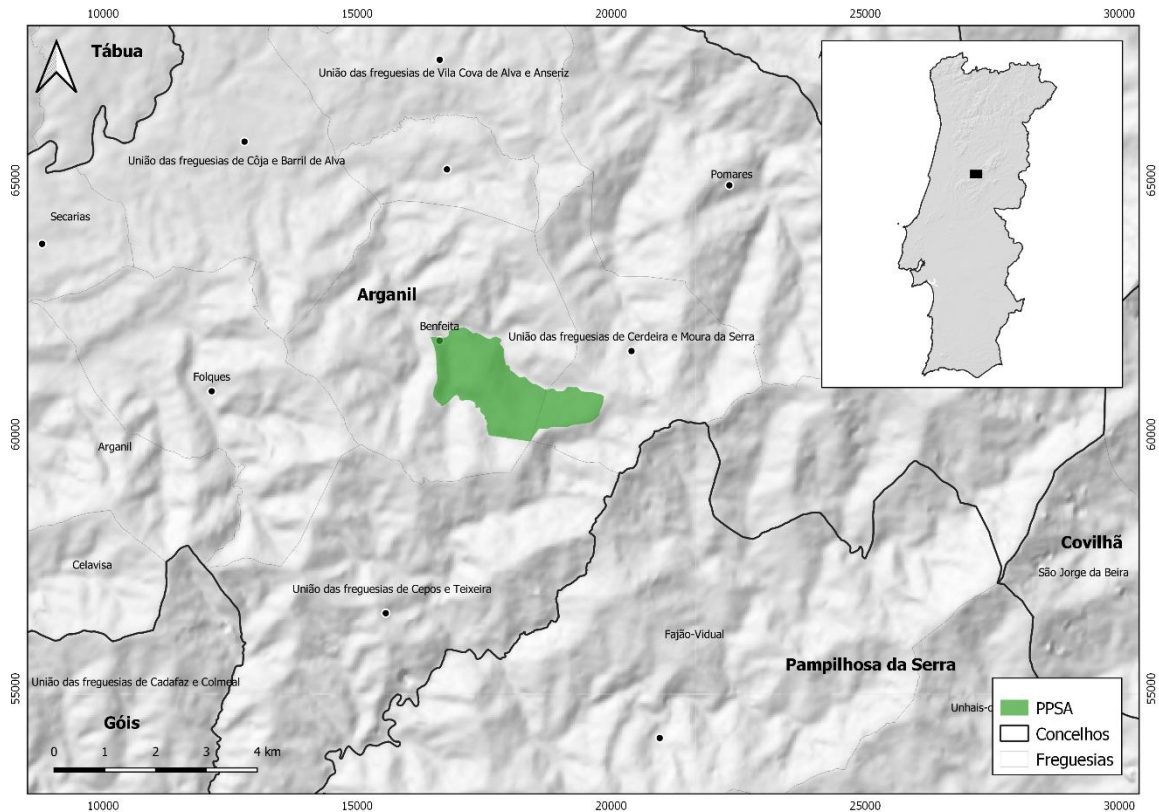 10000 15000 20000 25000 30000
Tábua
União das freguesias de Vila Cova de Alva e Anseriz
União das freguesias de Côja e Barril de Alva
65000 65000
Pomares
Secarias
Arganil
Benfeita
União das freguesias de Cerdeira e Moura da Serra
Folques
60000 60000
Arganil
Celavisa
Covilhã
São Jorge da Beira
União das freguesias de Cepos e Teixeira
Fajão-Vidual
Pampilhosa da Serra
União das freguesias de Cadafaz e Colmeal
55000 55000
Unhais-
Góis
PPSA
Concelhos
Freguesias
0 1 2 3 4 km
10000 15000 20000 25000 30000